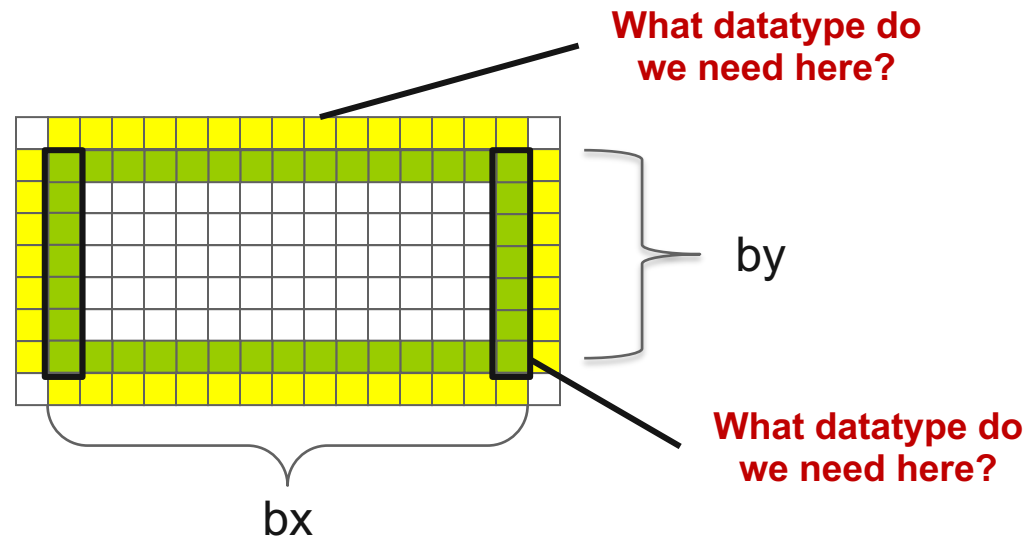 What datatype do
we need here?
by
What datatype do
we need here?
bx